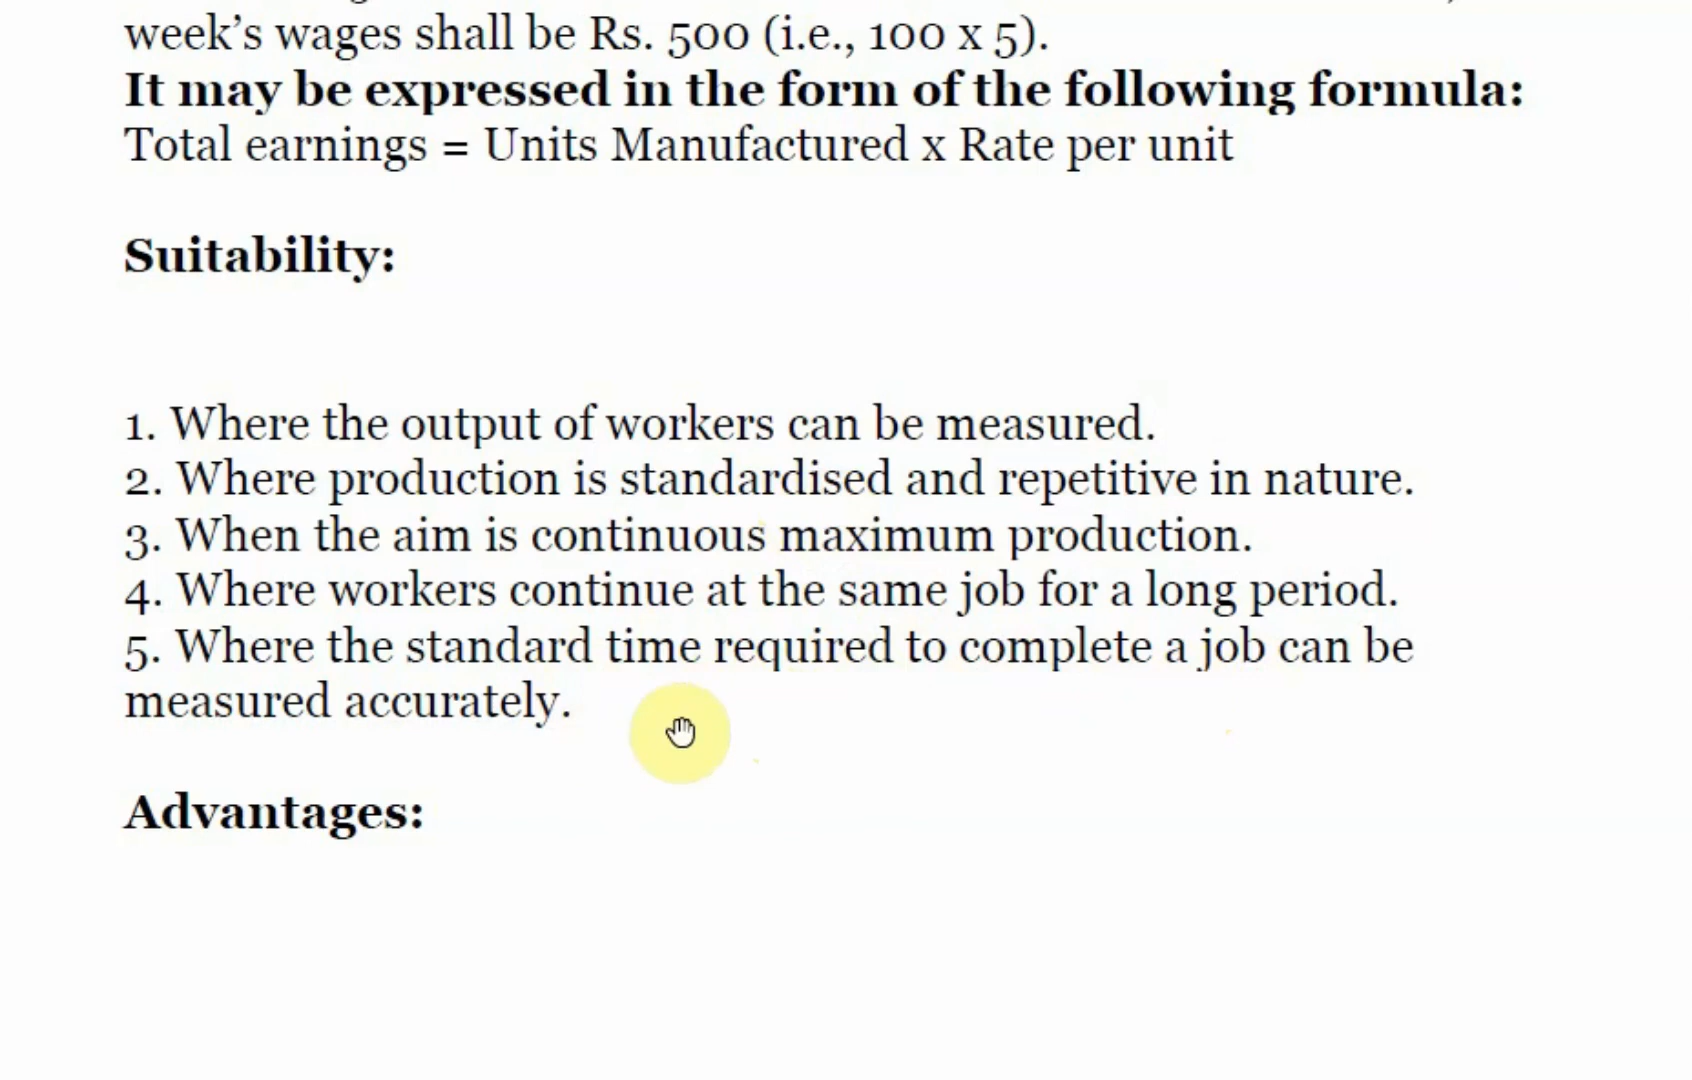 week’s wages shall be Rs. 500 (i.e., 100 x 5).
It may be expressed in the form of the following formula:
Total earnings = Units Manufactured x Rate per unit
Suitability:
1. Where the output of workers can be measured.
2. Where production is standardised and repetitive in nature.
3. When the aim is continuous maximum production.
4. Where workers continue at the same job for a long period.
5. Where the standard time required to complete a job can be
measured accurately.
Advantages: